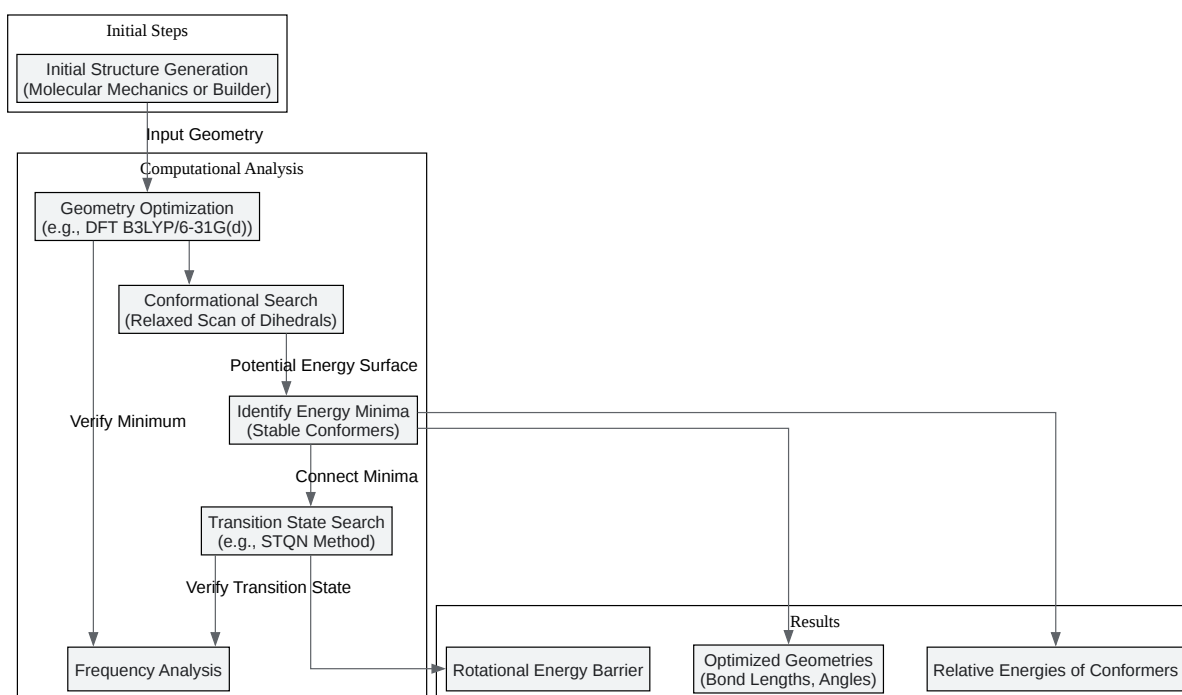 Initial Steps
Initial Structure Generation
(Molecular Mechanics or Builder)
Input Geometry
Computational Analysis
Geometry Optimization
(e.g., DFT B3LYP/6-31G(d))
Conformational Search
(Relaxed Scan of Dihedrals)
Potential Energy Surface
Identify Energy Minima
(Stable Conformers)
Verify Minimum
Connect Minima
Transition State Search
(e.g., STQN Method)
Verify Transition State
Frequency Analysis
Results
Rotational Energy Barrier
Optimized Geometries
(Bond Lengths, Angles)
Relative Energies of Conformers